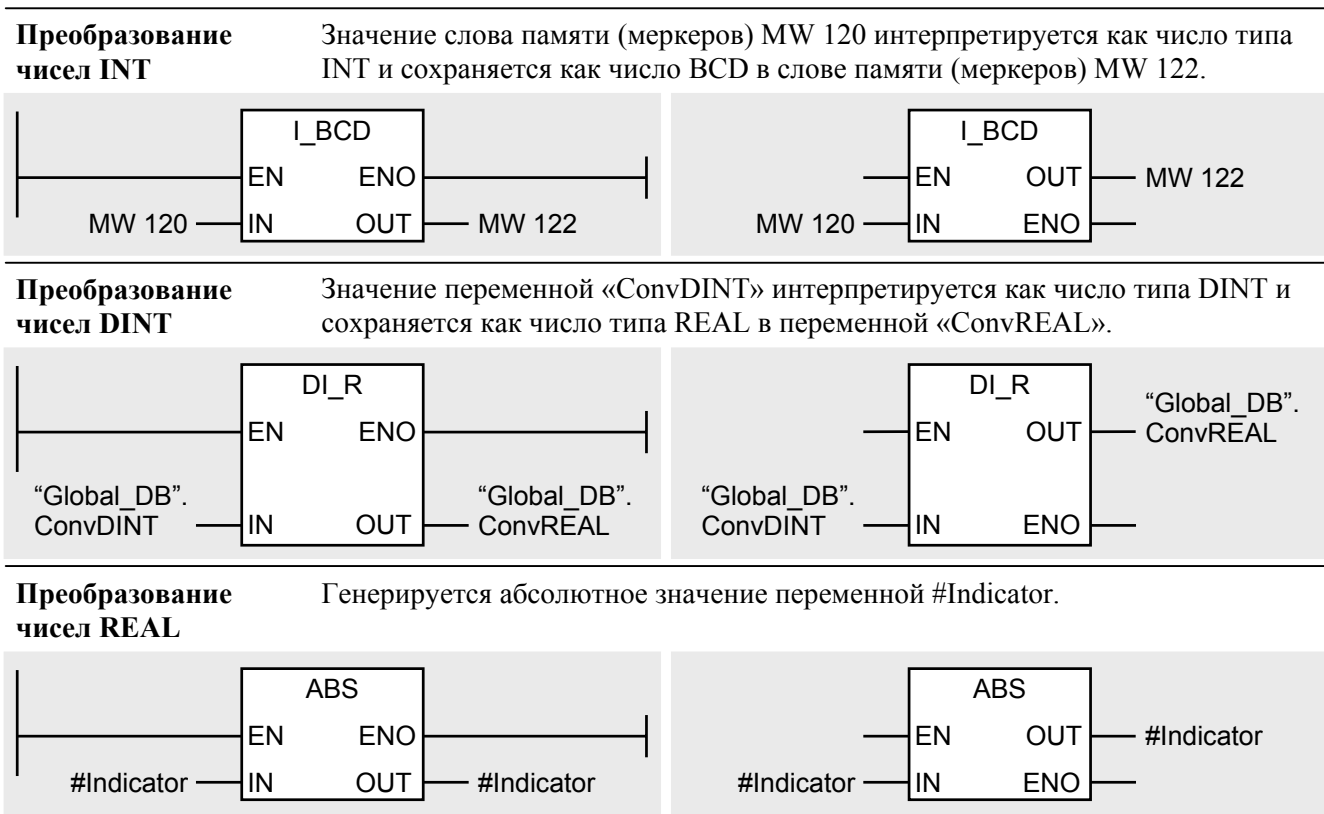 Преобразование
чисел INT
Значение слова памяти (меркеров) MW 120 интерпретируется как число типа
INT и сохраняется как число BCD в слове памяти (меркеров) MW 122.
I_BCD
EN ENO
MW 120 IN OUT MW 122
I_BCD
EN OUT MW 122
MW 120 IN ENO
Преобразование
чисел DINT
Значение переменной «ConvDINT» интерпретируется как число типа DINT и
сохраняется как число типа REAL в переменной «ConvREAL».
DI_R
EN ENO
“Global_DB”. “Global_DB”.
ConvDINT IN OUT ConvREAL
DI_R
“Global_DB”.
EN OUT ConvREAL
“Global_DB”.
ConvDINT IN ENO
Преобразование
чисел REAL
Генерируется абсолютное значение переменной #Indicator.
ABS
EN ENO
#Indicator IN OUT #Indicator
ABS
EN OUT #Indicator
#Indicator IN ENO